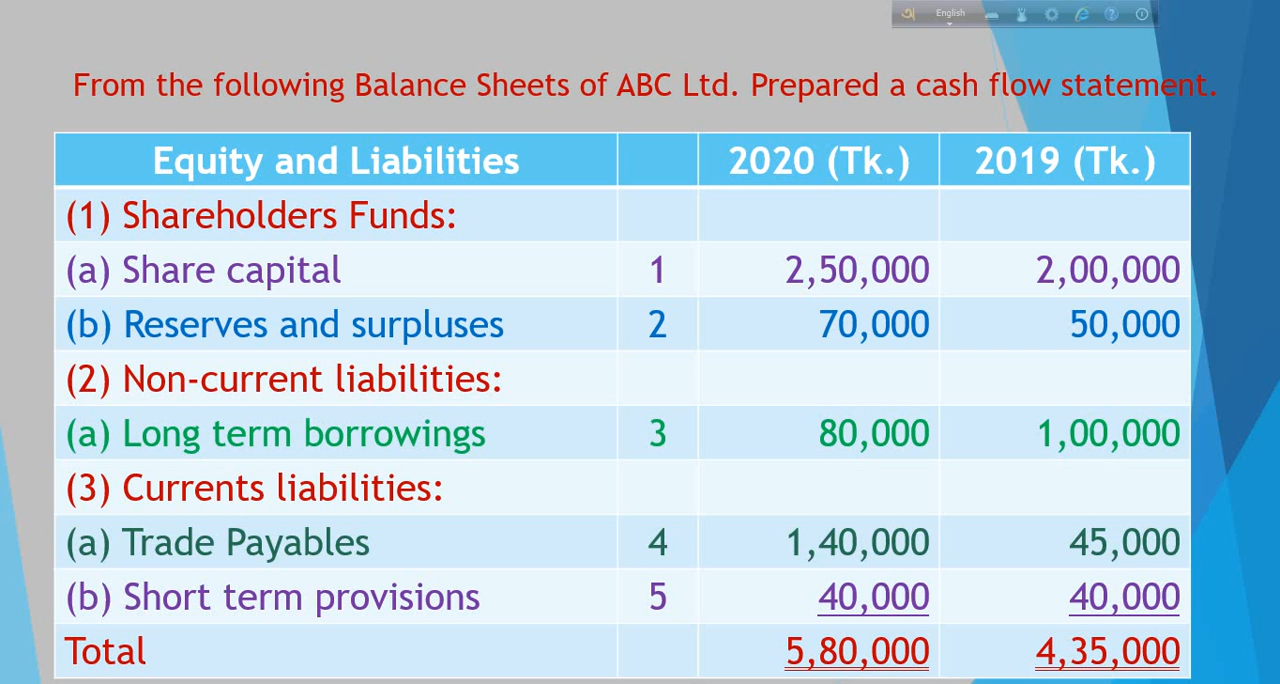 English
From the following Balance Sheets of ABC Ltd. Prepared a cash flow statement.
Equity and Liabilities 2020 (Tk.) 2019 (Tk.)
(1) Shareholders Funds:
(a) Share capital 1 2,50,000 2,00,000
(b) Reserves and surpluses 2 70,000 50,000
(2) Non-current liabilities:
(a) Long term borrowings 3 80,000 1,00,000
(3) Currents liabilities:
(a) Trade Payables 4 1,40,000 45,000
(b) Short term provisions 5 40,000 40,000
Total 5,80,000 4,35,000